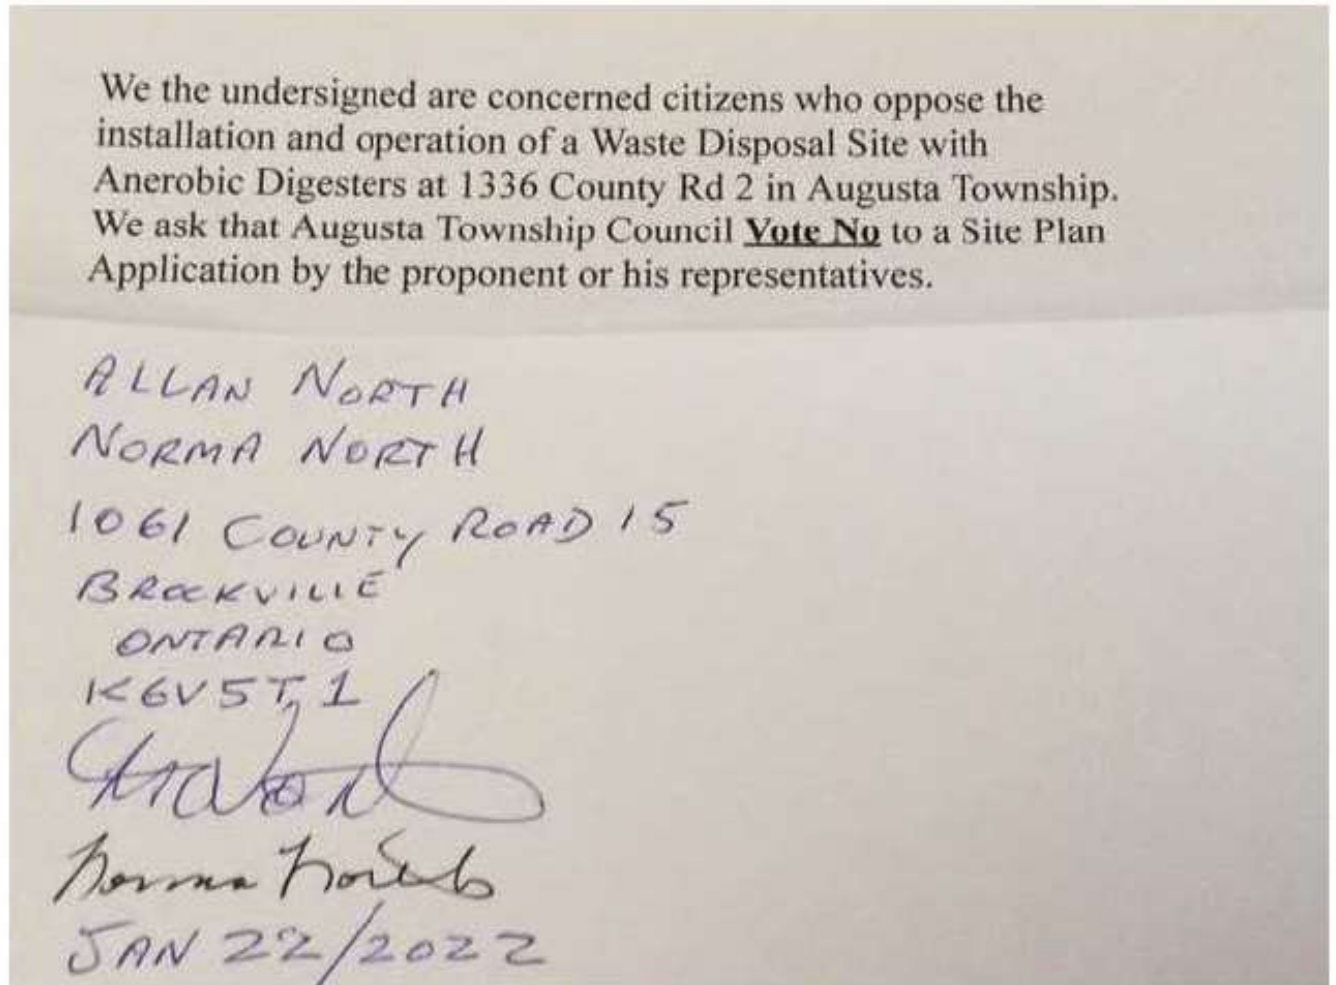 We the undersigned are concerned citizens who oppose the
installation and operation of a Waste Disposal Site with
Anerobic Digesters at 1336 County Rd 2 in Augusta Township.
We ask that Augusta Township Council Vote No to a Site Plan
Application by the proponent or his representatives.
ALLAN NORTH
NORMA NORTH
1061 COUNTY ROAD 15
BROCKVILLE
ONTARIO
K6V5T1
Norma North
JAN 22/2022